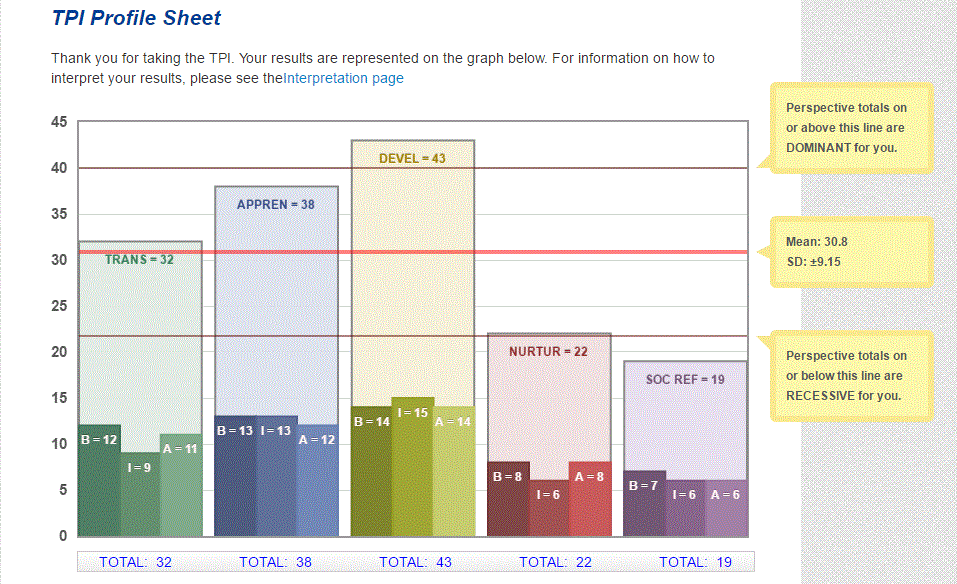 TPI Profile Sheet
Thank you for taking the TPI. Your results are represented on the graph below. For information on how to
interpret your results, please see theInterpretation page
45
40
35
30
25
20
15
10
5
0
TRANS = 32
B = 12
I = 9
A = 11
APPREN = 38
B = 13
I = 13
A = 12
DEVEL = 43
B = 14
I = 15
A = 14
NURTUR = 22
B = 8
I = 6
A = 8
SOC REF = 19
B = 7
I = 6
A = 6
TOTAL: 32
TOTAL: 38
TOTAL: 43
TOTAL: 22
TOTAL: 19
Perspective totals on
or above this line are
DOMINANT for you.
Mean: 30.8
SD: ±9.15
Perspective totals on
or below this line are
RECESSIVE for you.